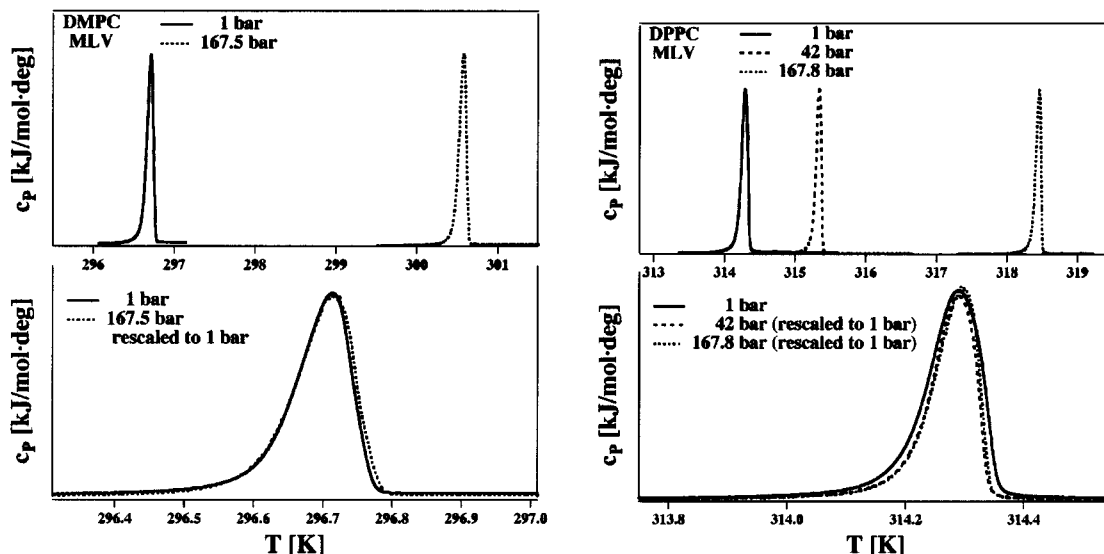 DMPC
MLV
1 bar
167.5 bar
cP [kJ/mol·deg]
296 297 298 299 300 301
1 bar
167.5 bar
rescaled to 1 bar
cP [kJ/mol·deg]
296.4 296.5 296.6 296.7 296.8 296.9 297.0
T [K]
DPPC
MLV
1 bar
42 bar
167.8 bar
cP [kJ/mol·deg]
313 314 315 316 317 318 319
1 bar
42 bar (rescaled to 1 bar)
167.8 bar (rescaled to 1 bar)
cP [kJ/mol·deg]
313.8 314.0 314.2 314.4
T [K]